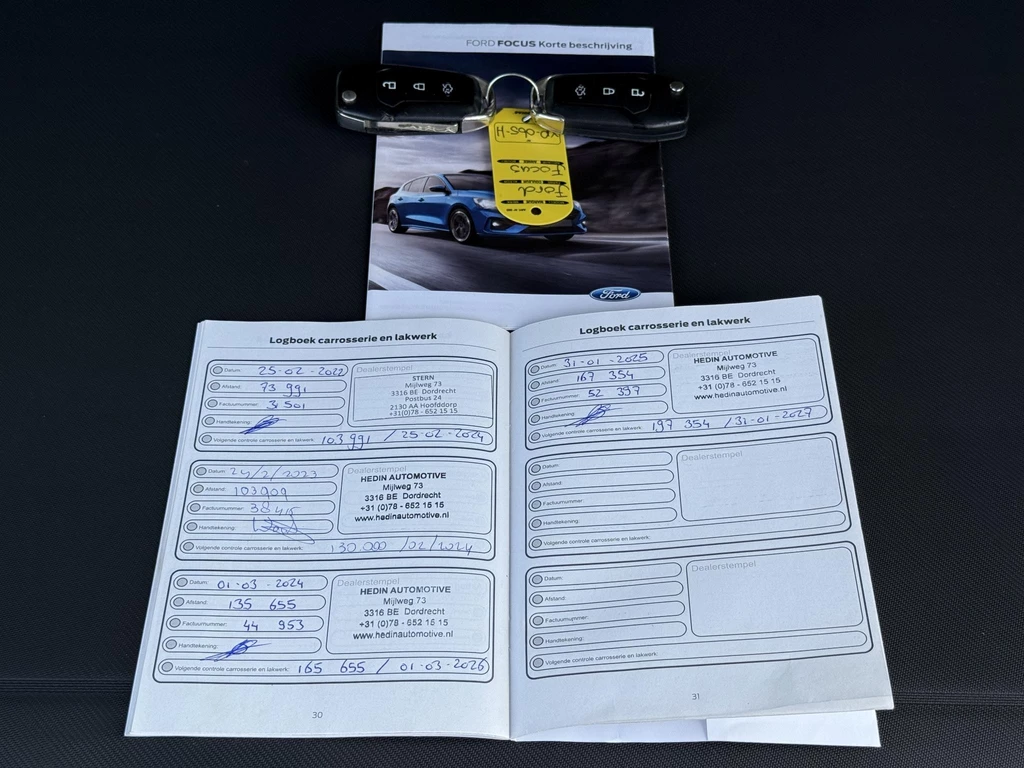 FORD FOCUS Korte beschrijving
Ford
Focus
Ford
Logboek carrosserie en lakwerk
Datum: 25-02-2022
Afstand: 73 991
Factuurnummer: 31501
Handtekening:
Volgende controle carrosserie en lakwerk: 103 991 / 25-02-2024
Dealerstempel
STERN
Mijlweg 73
3316 BE Dordrecht
Postbus 24
2130 AA Hoofddorp
+31(0)78 - 652 15 15
Datum: 24/2/2023
Afstand: 103909
Factuurnummer: 38415
Handtekening:
Volgende controle carrosserie en lakwerk: 130.000 /02/2024
Dealerstempel
HEDIN AUTOMOTIVE
Mijlweg 73
3316 BE Dordrecht
+31 (0)78 - 652 15 15
www.hedinautomotive.nl
Datum: 01-03-2024
Afstand: 135 655
Factuurnummer: 44 953
Handtekening:
Volgende controle carrosserie en lakwerk: 165 655 / 01-03-2026
Dealerstempel
HEDIN AUTOMOTIVE
Mijlweg 73
3316 BE Dordrecht
+31 (0)78 - 652 15 15
www.hedinautomotive.nl
30
Logboek carrosserie en lakwerk
Datum: 31-01-2025
Afstand: 167 354
Factuurnummer: 52 397
Handtekening:
Volgende controle carrosserie en lakwerk: 197 354 / 31-01-2027
Dealerstempel
HEDIN AUTOMOTIVE
Mijlweg 73
3316 BE Dordrecht
+31 (0)78 - 652 15 15
www.hedinautomotive.nl
Datum:
Afstand:
Factuurnummer:
Handtekening:
Volgende controle carrosserie en lakwerk:
Dealerstempel
Datum:
Afstand:
Factuurnummer:
Handtekening:
Volgende controle carrosserie en lakwerk:
Dealerstempel
31